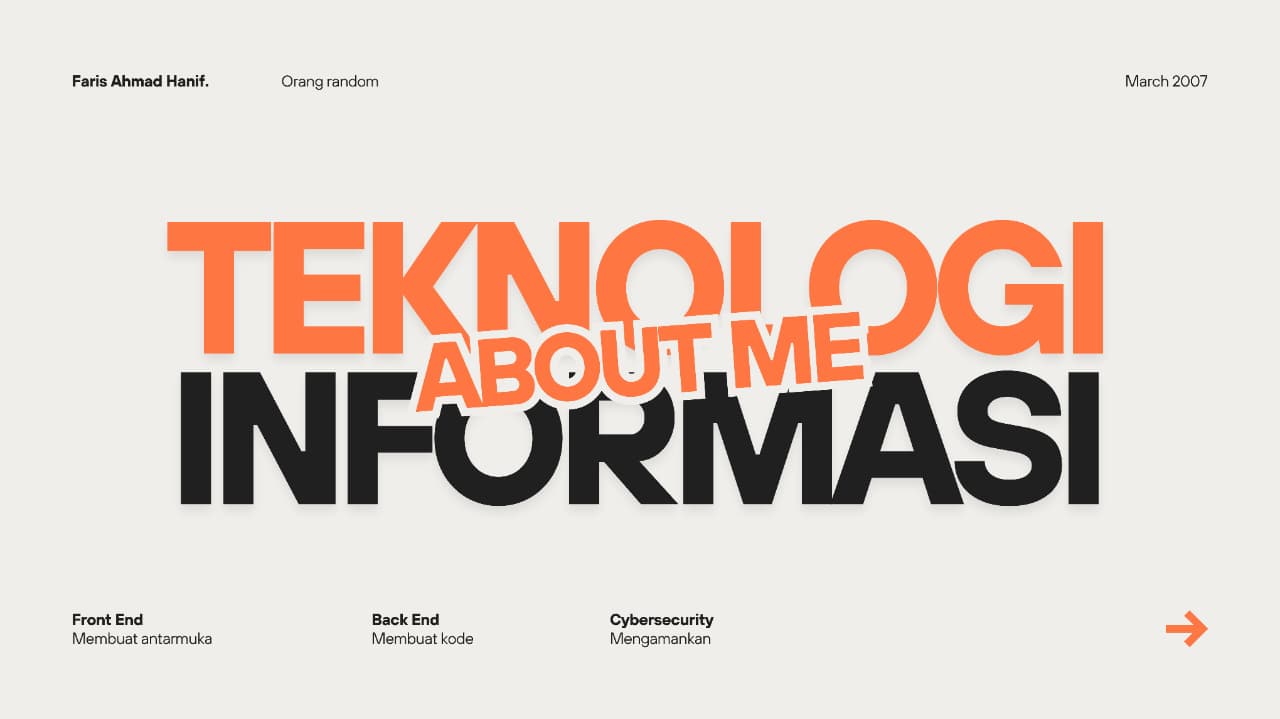 Faris Ahmad Hanif.
Orang random
March 2007
TEKNOLOGI
ABOUT ME
INFORMASI
Front End
Membuat antarmuka
Back End
Membuat kode
Cybersecurity
Mengamankan